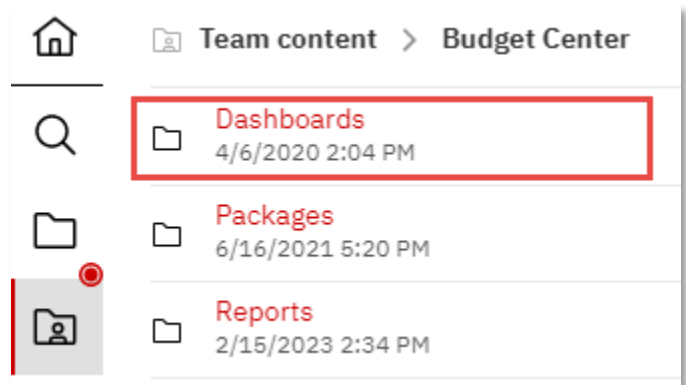 Team content > Budget Center
Dashboards
4/6/2020 2:04 PM
Packages
6/16/2021 5:20 PM
Reports
2/15/2023 2:34 PM